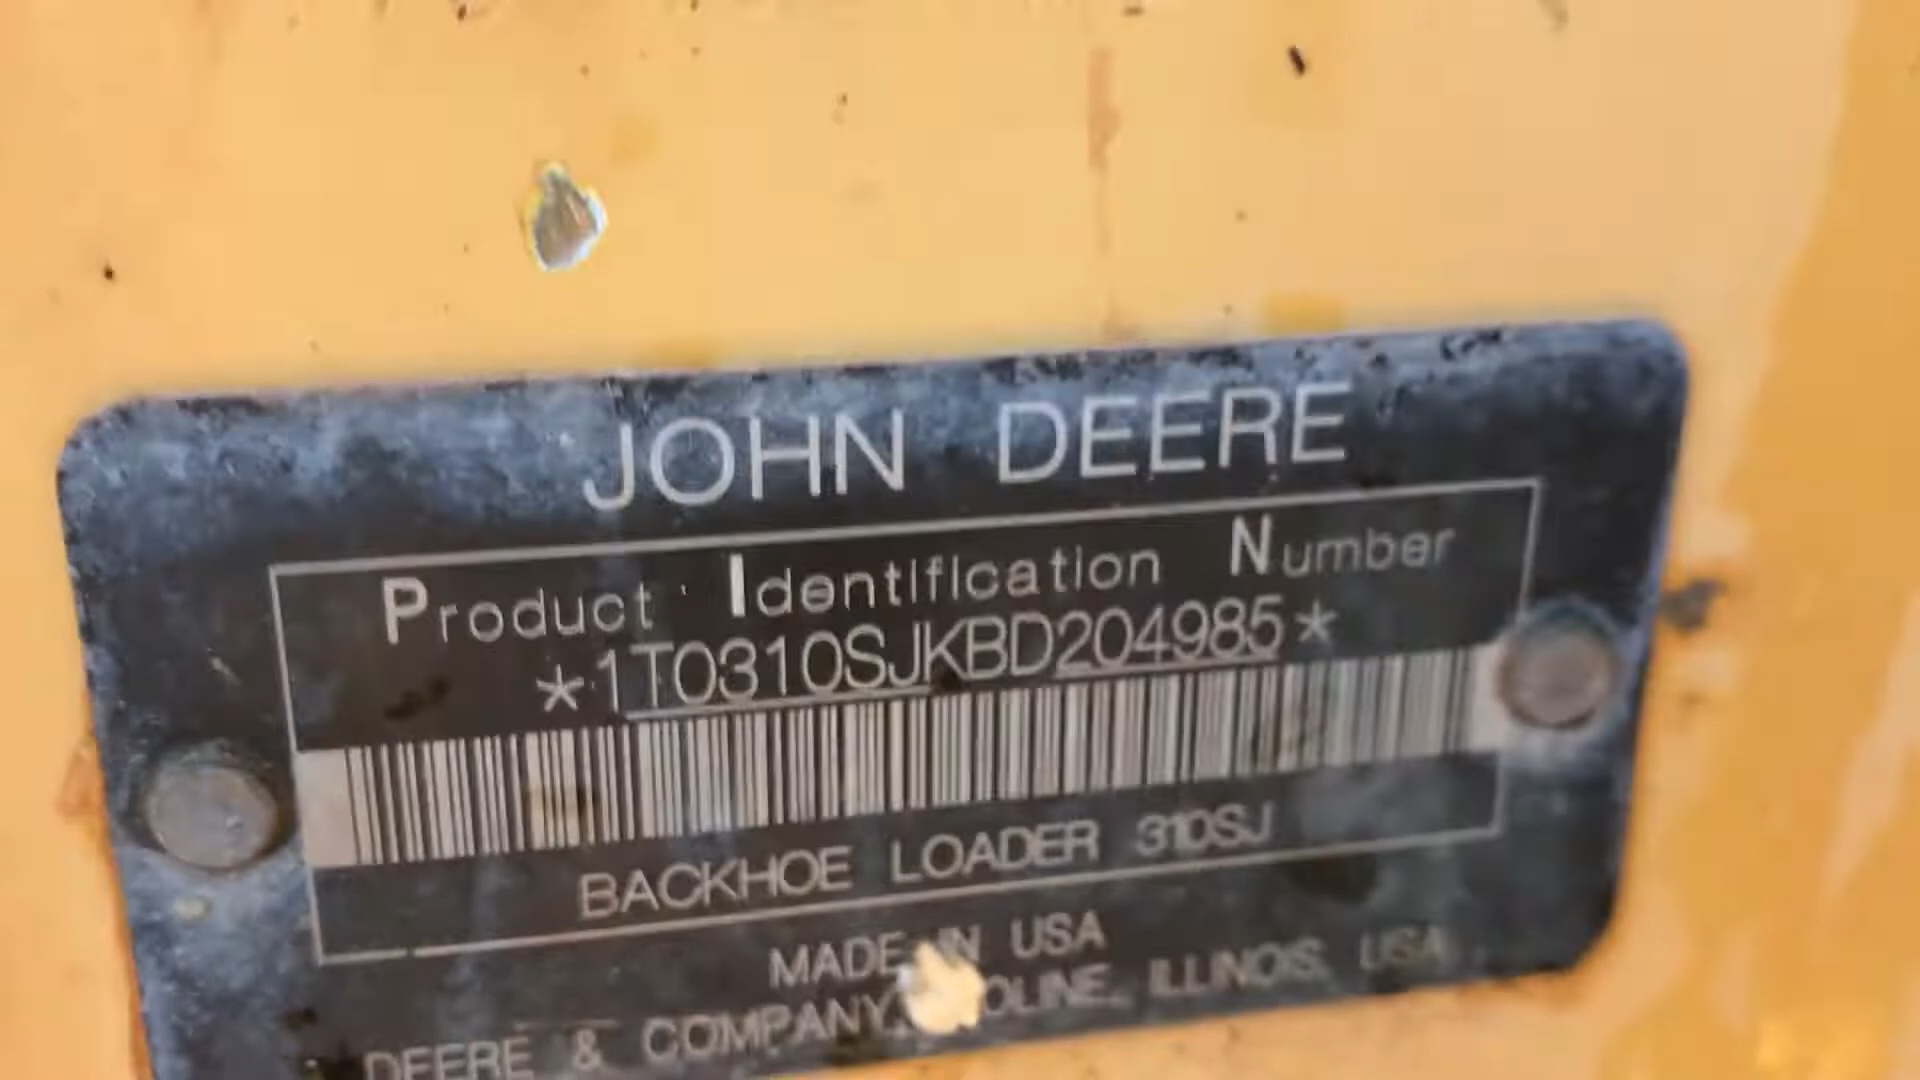 JOHN DEERE
Product Identification Number
*1T0310SJKBD204985*
BACKHOE LOADER 310SJ
MADE IN USA
DEERE & COMPANY, MOLINE, ILLINOIS, USA